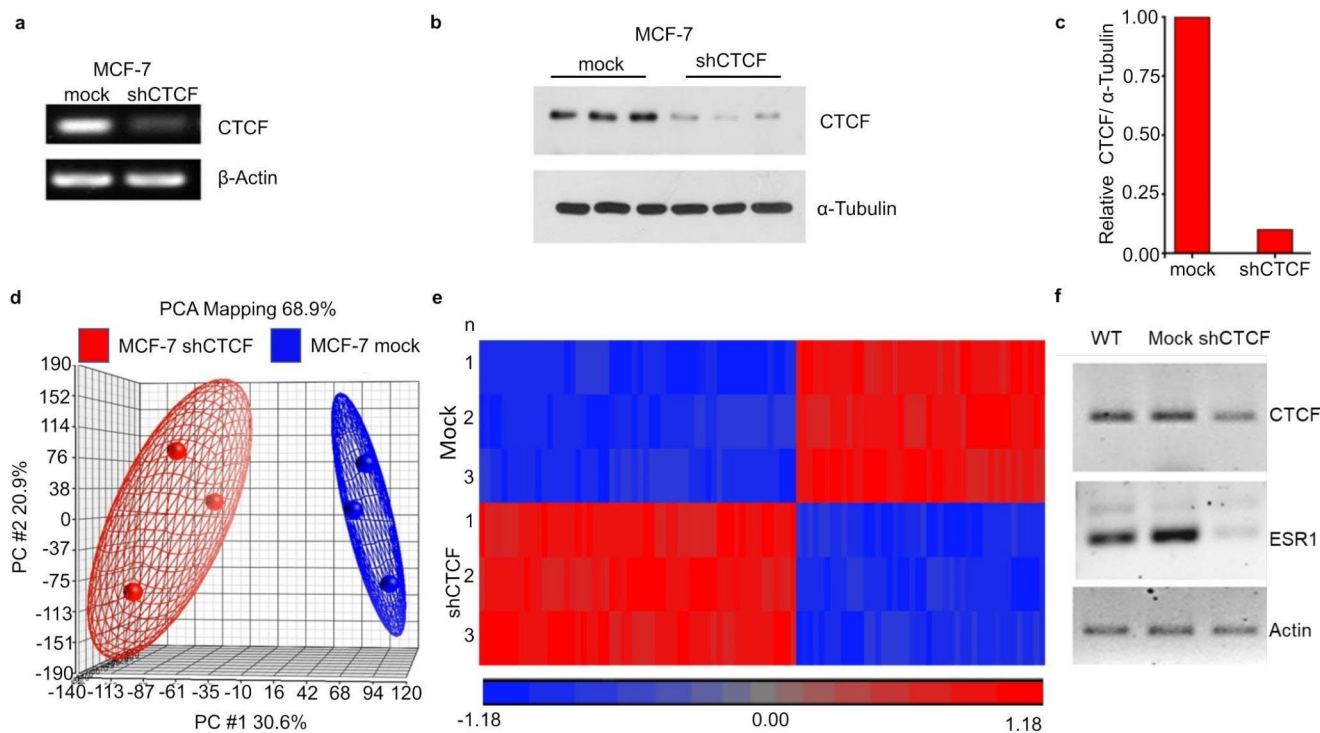 a
MCF-7
mock shCTCF
CTCF
β-Actin
b
MCF-7
mock shCTCF
CTCF
α-Tubulin
c
Relative CTCF/ α-Tubulin
1.00
0.75
0.50
0.25
0.00
mock shCTCF
d
PCA Mapping 68.9%
MCF-7 shCTCF MCF-7 mock
PC #2 20.9%
190
152
114
76
38
0
-37
-75
-113
-151
-190
-140 -113 -87 -61 -35 -10 16 42 68 94 120
PC #1 30.6%
e
n
Mock
1
2
3
shCTCF
1
2
3
-1.18 0.00 1.18
f
WT Mock shCTCF
CTCF
ESR1
Actin